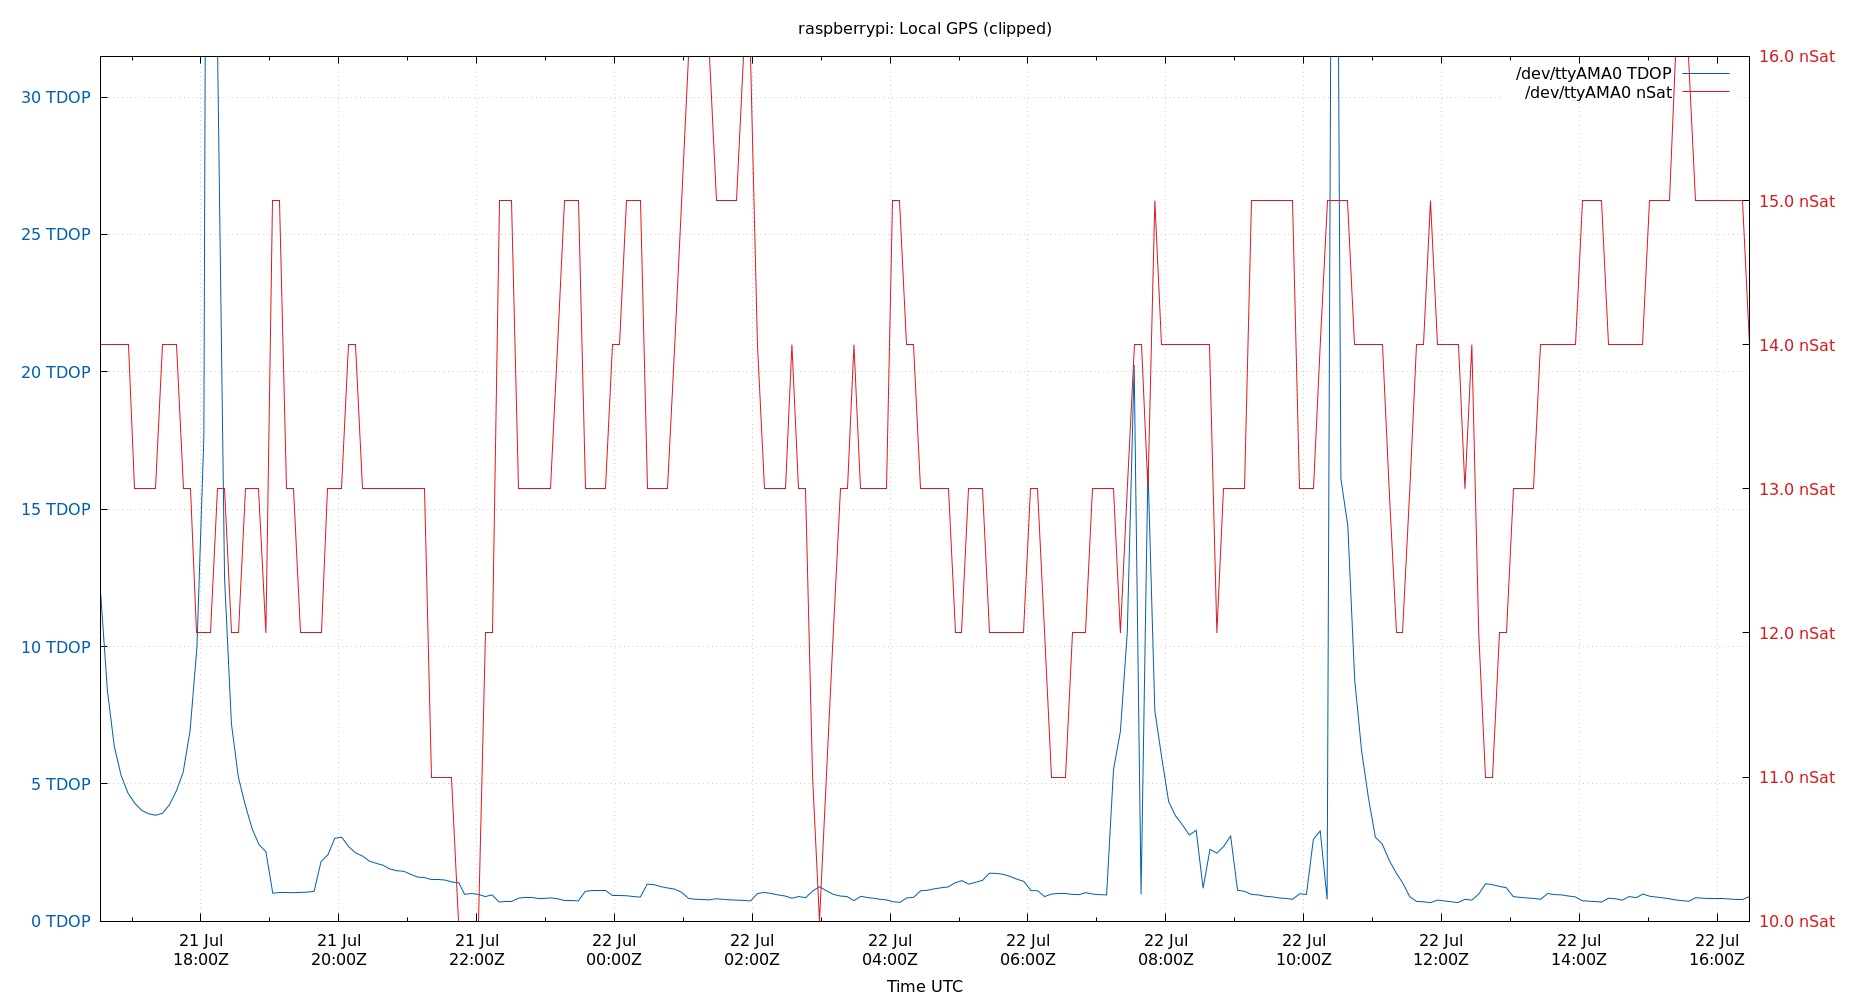 raspberrypi: Local GPS (clipped)
/dev/ttyAMA0 TDOP
/dev/ttyAMA0 nSat
30 TDOP
25 TDOP
20 TDOP
15 TDOP
10 TDOP
5 TDOP
0 TDOP
16.0 nSat
15.0 nSat
14.0 nSat
13.0 nSat
12.0 nSat
11.0 nSat
10.0 nSat
21 Jul
18:00Z
21 Jul
20:00Z
21 Jul
22:00Z
22 Jul
00:00Z
22 Jul
02:00Z
22 Jul
04:00Z
22 Jul
06:00Z
22 Jul
08:00Z
22 Jul
10:00Z
22 Jul
12:00Z
22 Jul
14:00Z
22 Jul
16:00Z
Time UTC